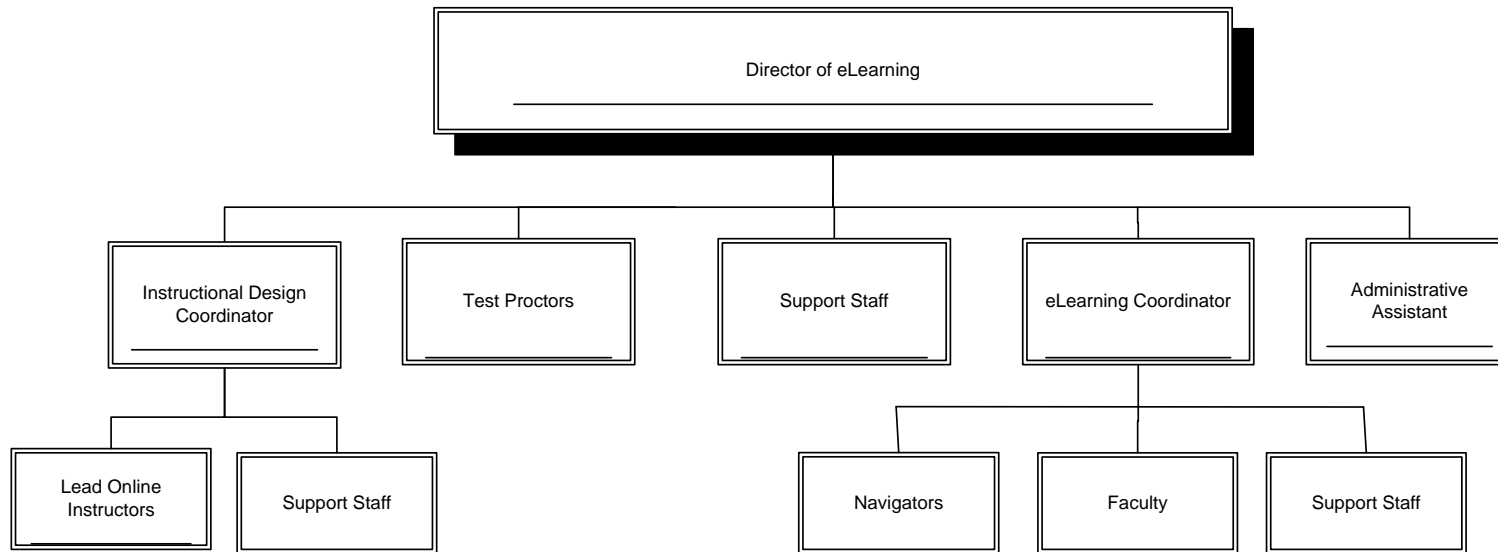 Director of eLearning
Instructional Design
Coordinator
Test Proctors
Support Staff
eLearning Coordinator
Administrative
Assistant
Lead Online
Instructors
Support Staff
Navigators
Faculty
Support Staff